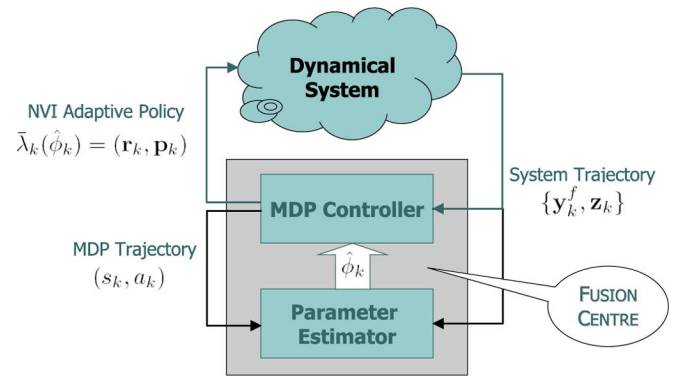 Dynamical
System
NVI Adaptive Policy
λ̄ₖ(ϕ̂ₖ) = (𝐫ₖ, 𝐩ₖ)
System Trajectory
{𝐲ₖᶠ, 𝐳ₖ}
MDP Controller
MDP Trajectory
(sₖ, aₖ)
ϕ̂ₖ
FUSION
CENTRE
Parameter
Estimator